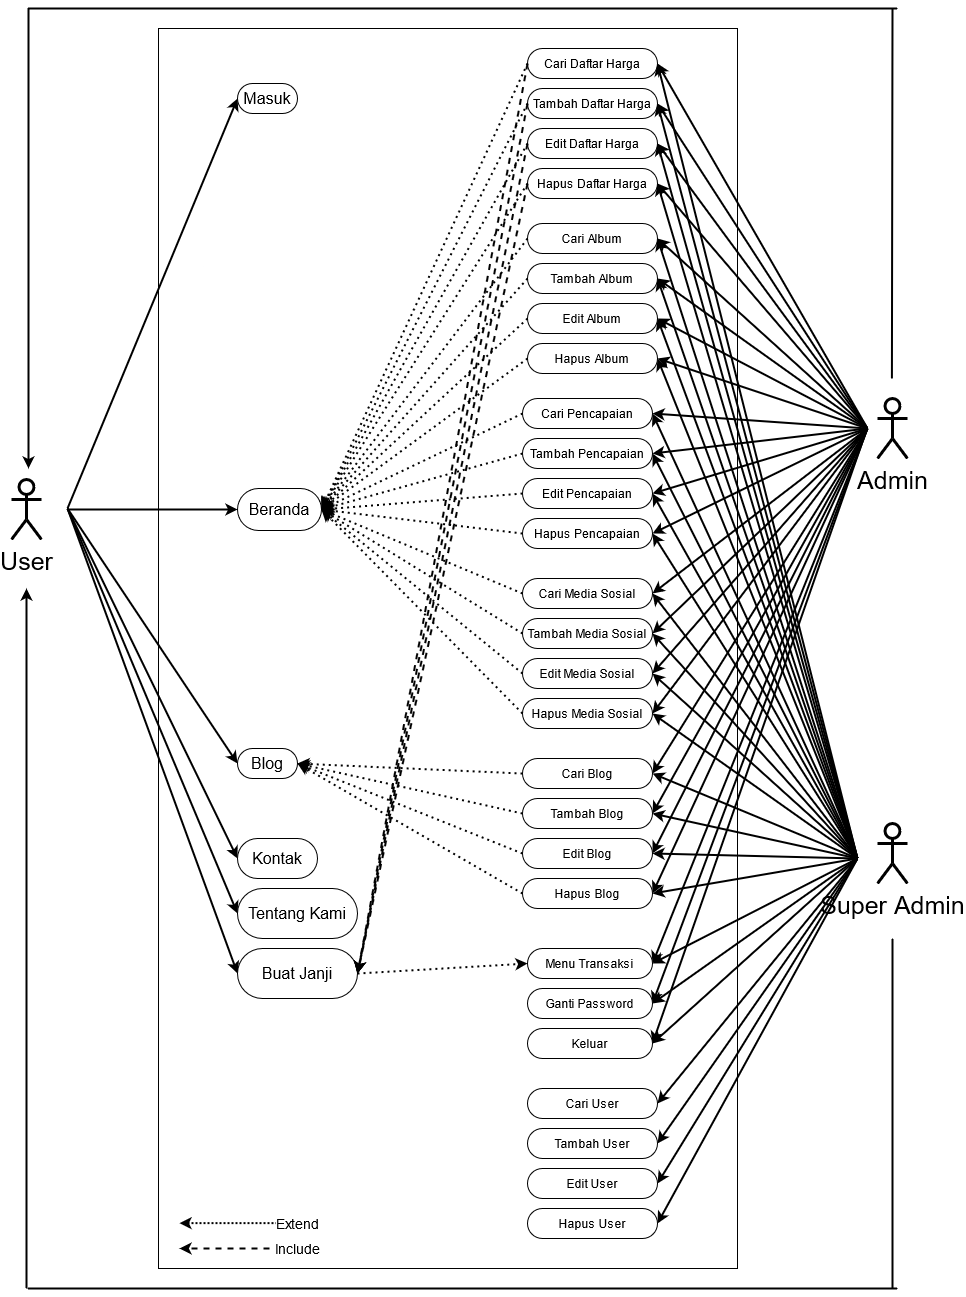 Masuk
Cari Daftar Harga
Tambah Daftar Harga
Edit Daftar Harga
Hapus Daftar Harga
Cari Album
Tambah Album
Edit Album
Hapus Album
Cari Pencapaian
Tambah Pencapaian
Edit Pencapaian
Hapus Pencapaian
Admin
Beranda
User
Cari Media Sosial
Tambah Media Sosial
Edit Media Sosial
Hapus Media Sosial
Blog
Cari Blog
Tambah Blog
Edit Blog
Hapus Blog
Kontak
Tentang Kami
Buat Janji
Super Admin
Menu Transaksi
Ganti Password
Keluar
Cari User
Tambah User
Edit User
Hapus User
Extend
Include